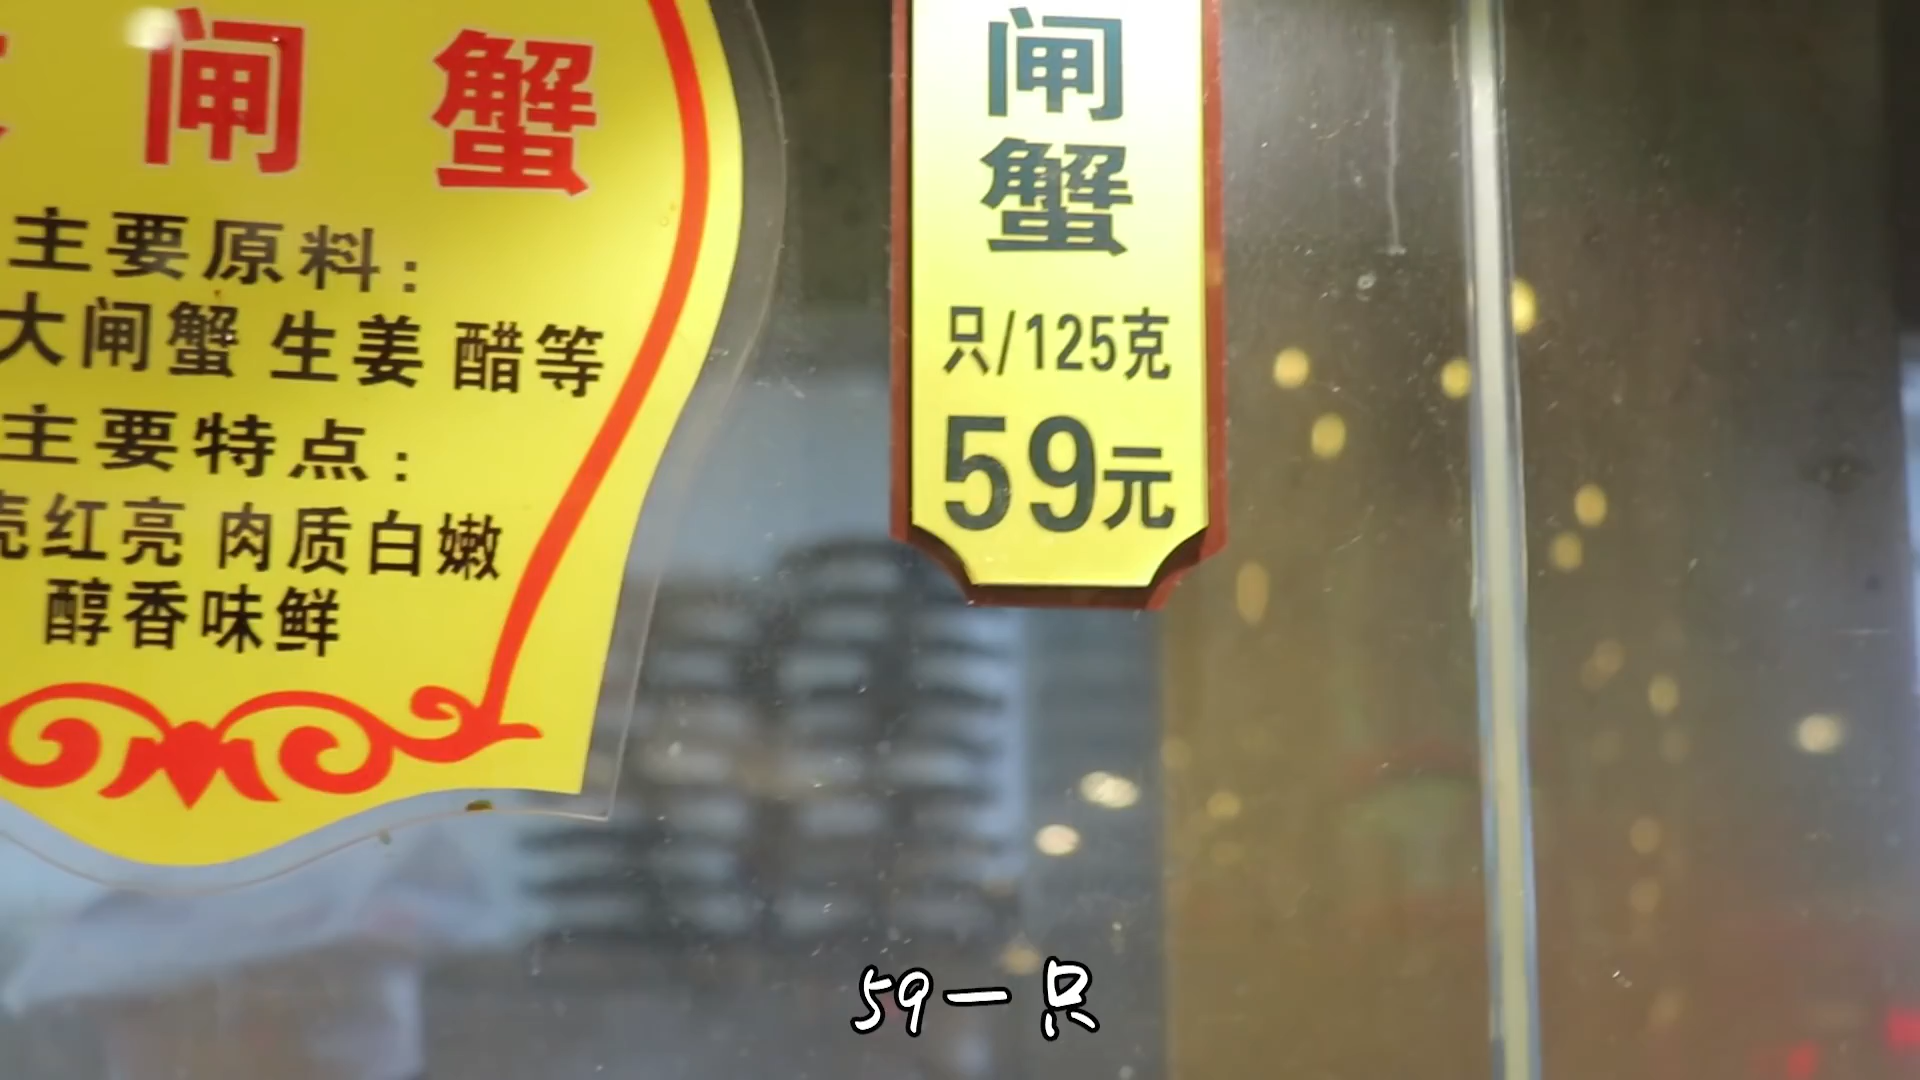 闸 蟹
主要原料:
大闸蟹 生姜 醋等
主要特点:
壳红亮 肉质白嫩
醇香味鲜
闸
蟹
只/125克
59元
59一只